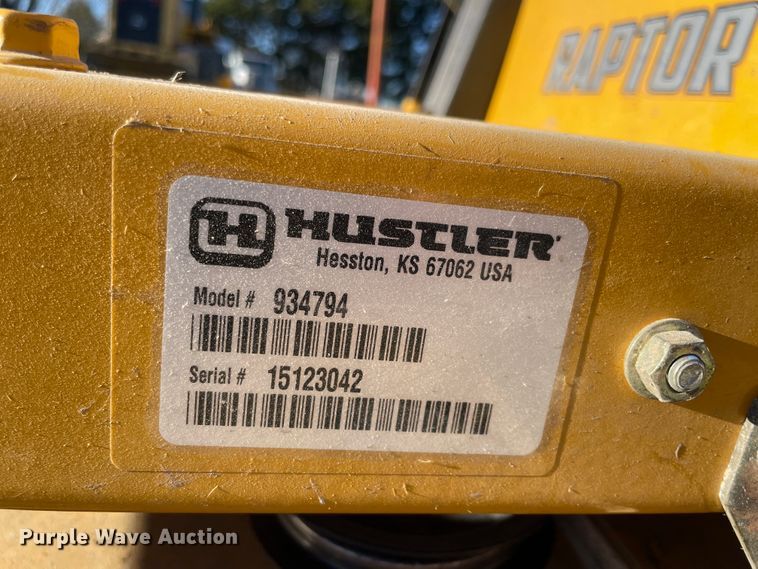 RAPTOR
H HUSTLER
Hesston, KS 67062 USA
Model # 934794
Serial # 15123042
Purple Wave Auction